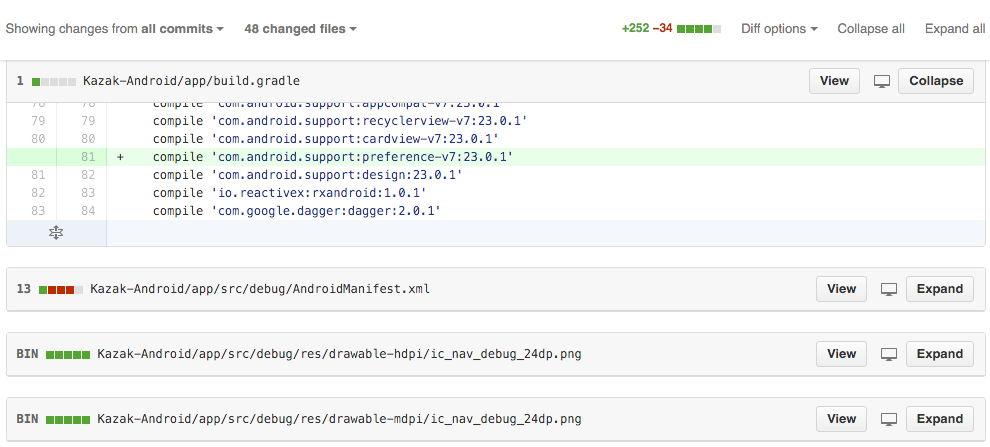 Showing changes from all commits 48 changed files +252 −34 Diff options Collapse all Expand all
1 Kazak-Android/app/build.gradle View Collapse
78 78 compile 'com.android.support:appcompat-v7:23.0.1'
79 79 compile 'com.android.support:recyclerview-v7:23.0.1'
80 80 compile 'com.android.support:cardview-v7:23.0.1'
81 + compile 'com.android.support:preference-v7:23.0.1'
81 82 compile 'com.android.support:design:23.0.1'
82 83 compile 'io.reactivex:rxandroid:1.0.1'
83 84 compile 'com.google.dagger:dagger:2.0.1'
13 Kazak-Android/app/src/debug/AndroidManifest.xml View Expand
BIN Kazak-Android/app/src/debug/res/drawable-hdpi/ic_nav_debug_24dp.png View Expand
BIN Kazak-Android/app/src/debug/res/drawable-mdpi/ic_nav_debug_24dp.png View Expand